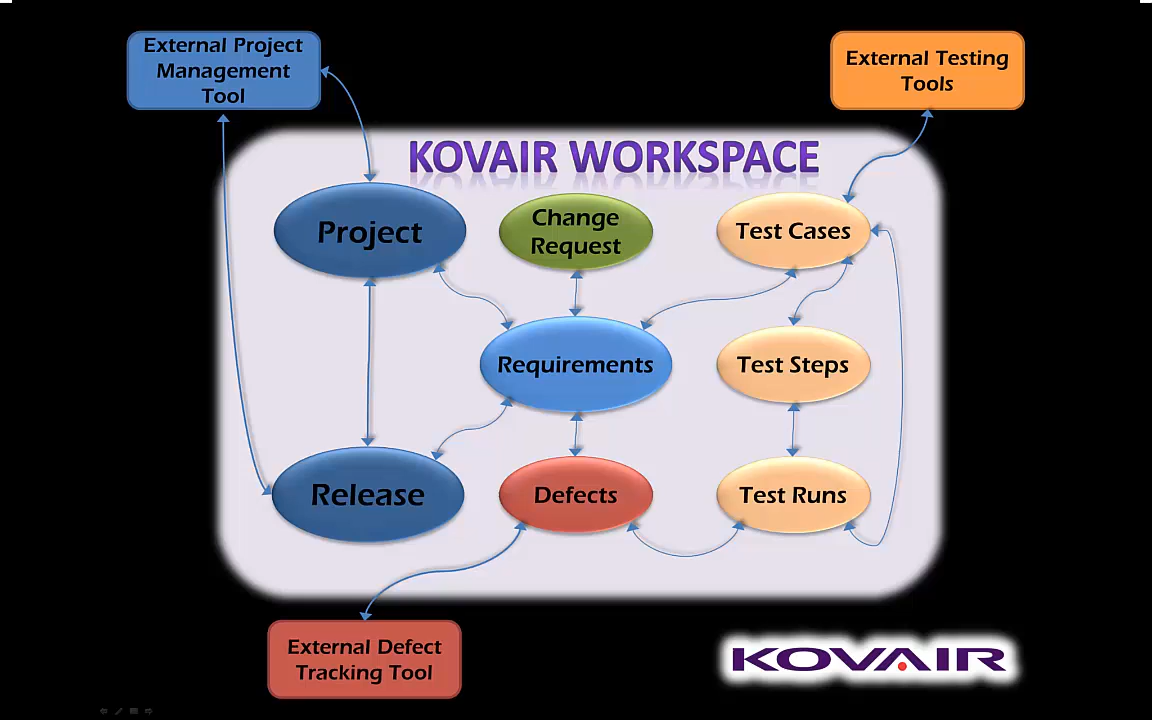 External Project
Management
Tool
External Testing
Tools
KOVAIR WORKSPACE
Project
Change
Request
Test Cases
Requirements
Test Steps
Release
Defects
Test Runs
External Defect
Tracking Tool
KOVAIR